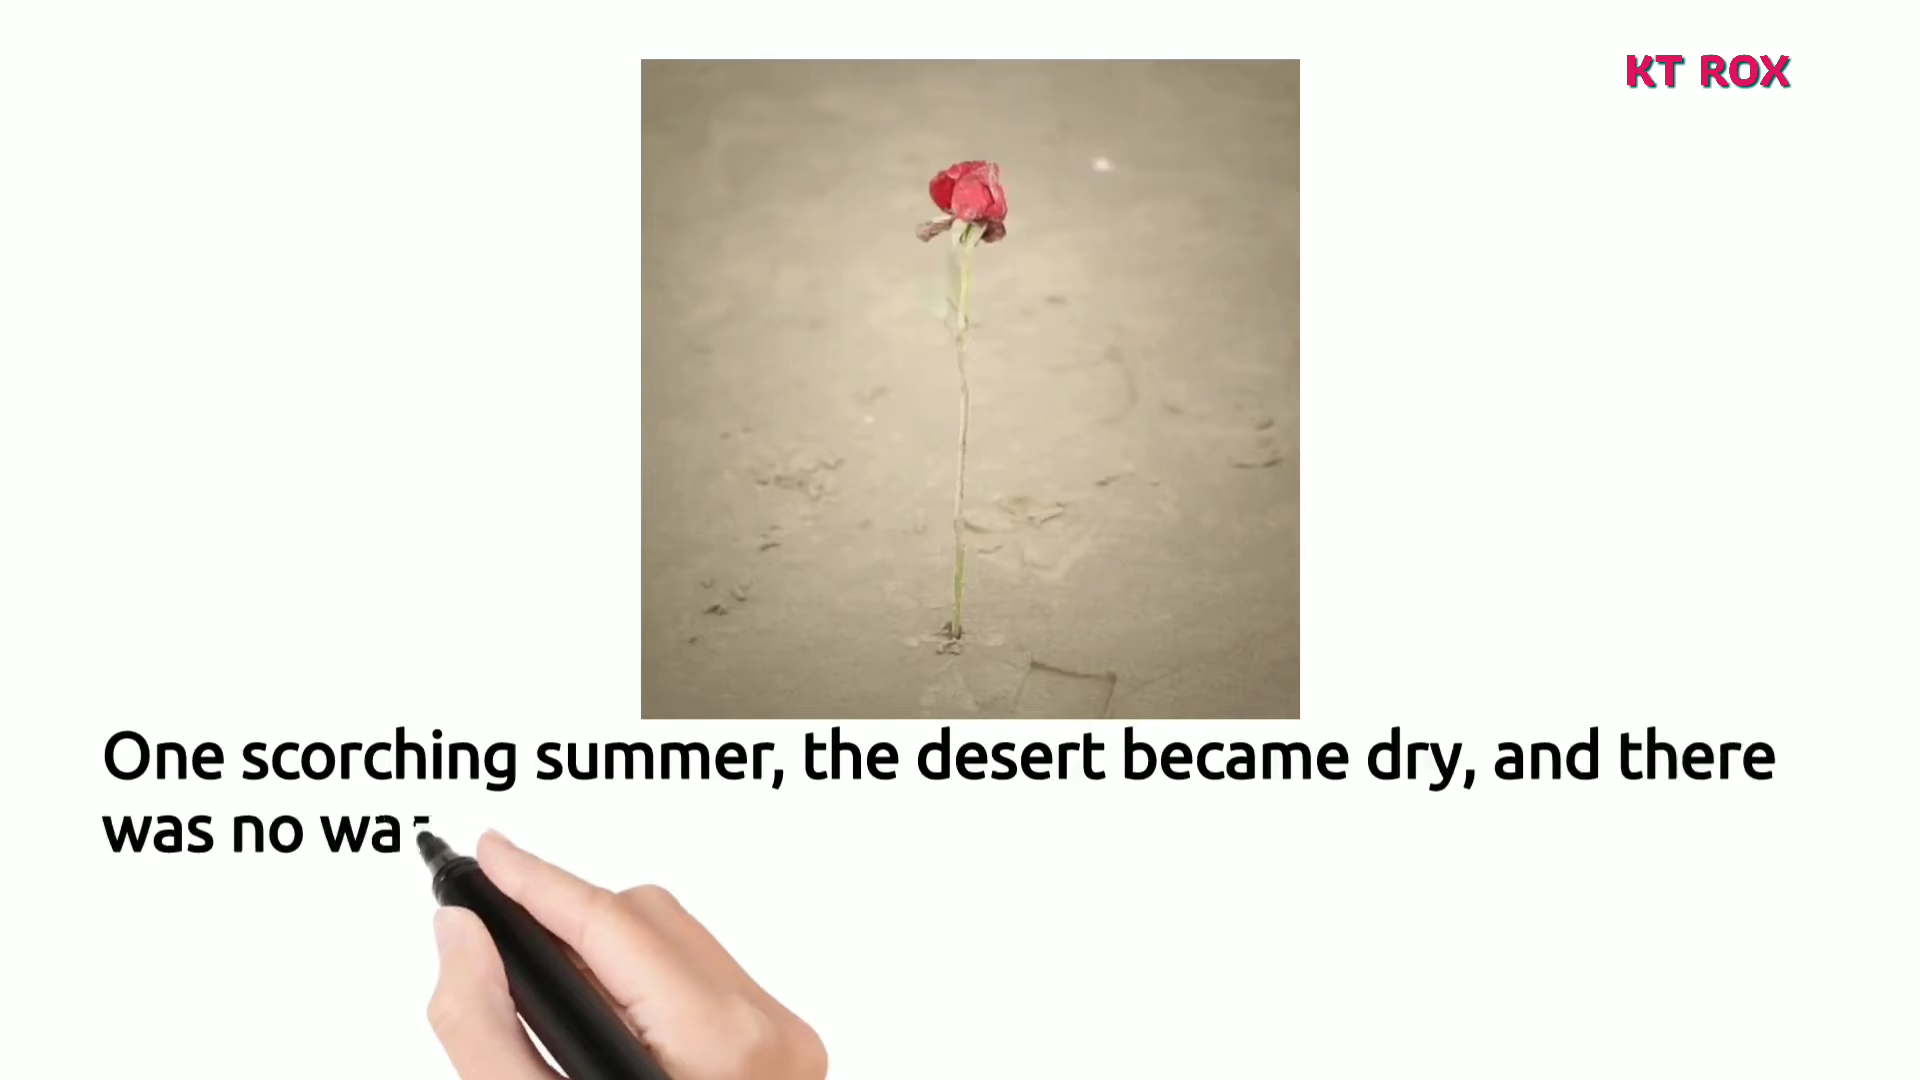 KT ROX
One scorching summer, the desert became dry, and there
was no wa